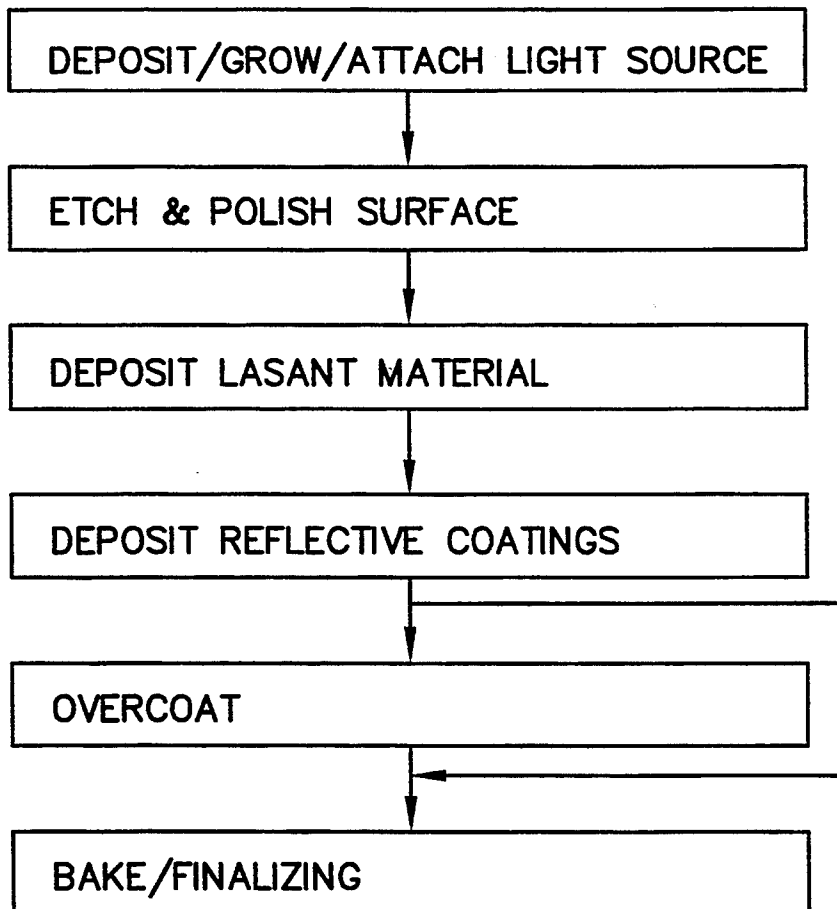 DEPOSIT/GROW/ATTACH LIGHT SOURCE
ETCH & POLISH SURFACE
DEPOSIT LASANT MATERIAL
DEPOSIT REFLECTIVE COATINGS
OVERCOAT
BAKE/FINALIZING